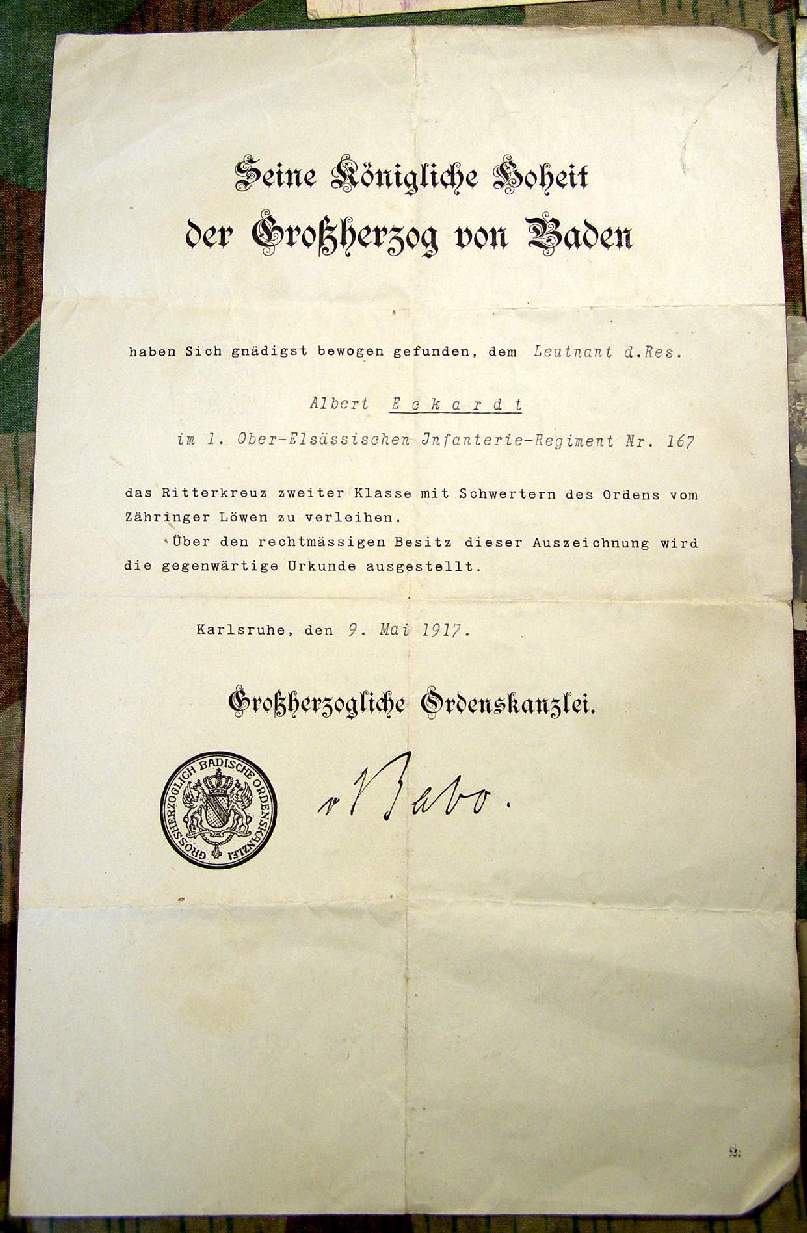 Seine Königliche Hoheit
der Großherzog von Baden
haben Sich gnädigst bewogen gefunden, dem Leutnant d.Res.
Albert Eckardt
im 1. Ober-Elsässischen Infanterie-Regiment Nr. 167
das Ritterkreuz zweiter Klasse mit Schwertern des Ordens vom
Zähringer Löwen zu verleihen.
Über den rechtmässigen Besitz dieser Auszeichnung wird
die gegenwärtige Urkunde ausgestellt.
Karlsruhe, den 9. Mai 1917.
Großherzogliche Ordenskanzlei.
GROSSHERZOGLICH BADISCHE ORDENSKANZLEI
v Babo.